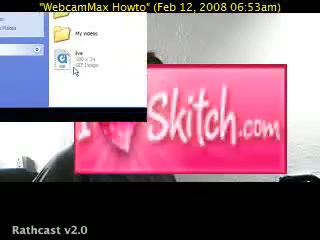 "WebcamMax Howto" (Feb 12, 2008 06:53am)
My videos
live
GIF Image
I Skitch.com
Rathcast v2.0